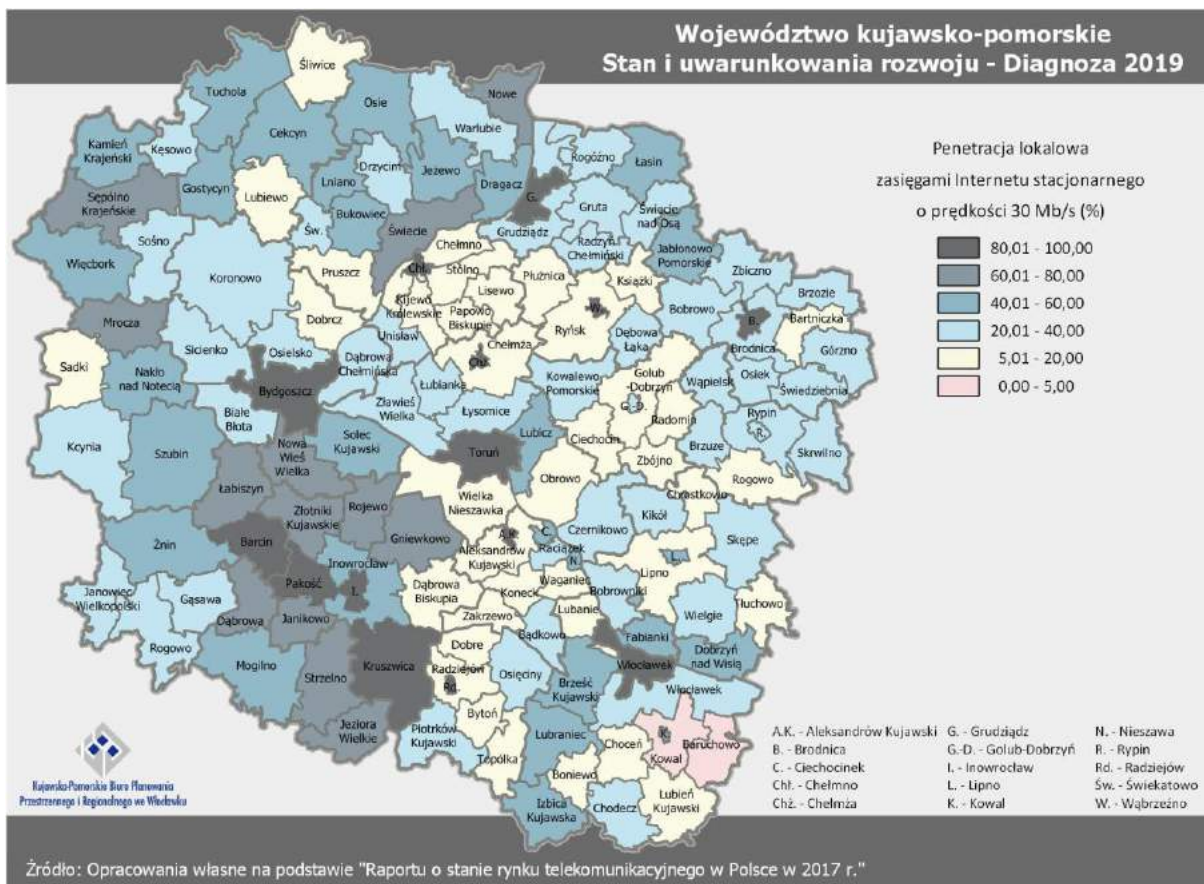 Województwo kujawsko-pomorskie
Stan i uwarunkowania rozwoju - Diagnoza 2019
Penetracja lokalowa
zasięgami Internetu stacjonarnego
o prędkości 30 Mb/s (%)
80,01 - 100,00
60,01 - 80,00
40,01 - 60,00
20,01 - 40,00
5,01 - 20,00
0,00 - 5,00
Śliwice
Tuchola
Osie
Nowe
Warlubie
Cekcyn
Kamień
Krajeński
Kęsowo
Rogóźno
Łasin
Drzycim
Jeżewo
Dragacz
G.
Lniano
Sępólno
Krajeńskie
Gostycyn
Lubiewo
Bukowiec
Gruta
Świecie
nad Osą
Św.
Świecie
Grudziądz
Sośno
Radzyń
Chełmiński
Jabłonowo
Pomorskie
Więcbork
Koronowo
Pruszcz
Chełmno
Chł.
Stólno
Płużnica
Książki
Zbiczno
Brzozie
Lisewo
Kijewo
Królewskie
Papowo
Biskupie
W.
Bobrowo
Bartniczka
Mrocza
Dobrcz
Ryńsk
B.
Unisław
Chełmża
Dębowa
Łąka
Brodnica
Górzno
Sicienko
Osielsko
Dąbrowa
Chełmińska
Chż.
Sadki
Nakło
nad Notecią
Łubianka
Kowalewo
Pomorskie
Golub
-Dobrzyń
Wąpielsk
Osiek
Świedziebnia
Bydgoszcz
Zławieś
Wielka
Łysomice
G.-D.
Radomin
Rypin
R.
Białe
Błota
Kcynia
Szubin
Nowa
Wieś
Wielka
Solec
Kujawski
Toruń
Lubicz
Ciechocin
Brzuze
Skrwilno
Zbójno
Łabiszyn
Obrowo
Rogowo
Wielka
Nieszawka
Chrostkowo
Złotniki
Kujawskie
Rojewo
Gniewkowo
Czernikowo
Kikół
Skępe
Żnin
Barcin
A.K.
C.
Aleksandrów
Kujawski
Raciążek
N.
Inowrocław
L.
Lipno
Pakość
I.
Dąbrowa
Biskupia
Koneck
Waganiec
Bobrowniki
Janowiec
Wielkopolski
Gąsawa
Tłuchowo
Dąbrowa
Janikowo
Zakrzewo
Lubanie
Wielgie
Rogowo
Bądkowo
Fabianki
Dobrzyń
nad Wisłą
Mogilno
Strzelno
Kruszwica
Dobre
Radziejów
Rd.
Osięciny
Brześć
Kujawski
Włocławek
Włocławek
Jeziora
Wielkie
Piotrków
Kujawski
Bytoń
Lubraniec
Topólka
Choceń
K.
Kowal
Baruchowo
Boniewo
Lubień
Kujawski
Izbica
Kujawska
Chodecz
A.K. - Aleksandrów Kujawski
B. - Brodnica
C. - Ciechocinek
Chł. - Chełmno
Chż. - Chełmża
G. - Grudziądz
G.-D. - Golub-Dobrzyń
I. - Inowrocław
L. - Lipno
K. - Kowal
N. - Nieszawa
R. - Rypin
Rd. - Radziejów
Św. - Świekatowo
W. - Wąbrzeźno
Kujawsko-Pomorskie Biuro Planowania
Przestrzennego i Regionalnego we Włocławku
Źródło: Opracowania własne na podstawie "Raportu o stanie rynku telekomunikacyjnego w Polsce w 2017 r."